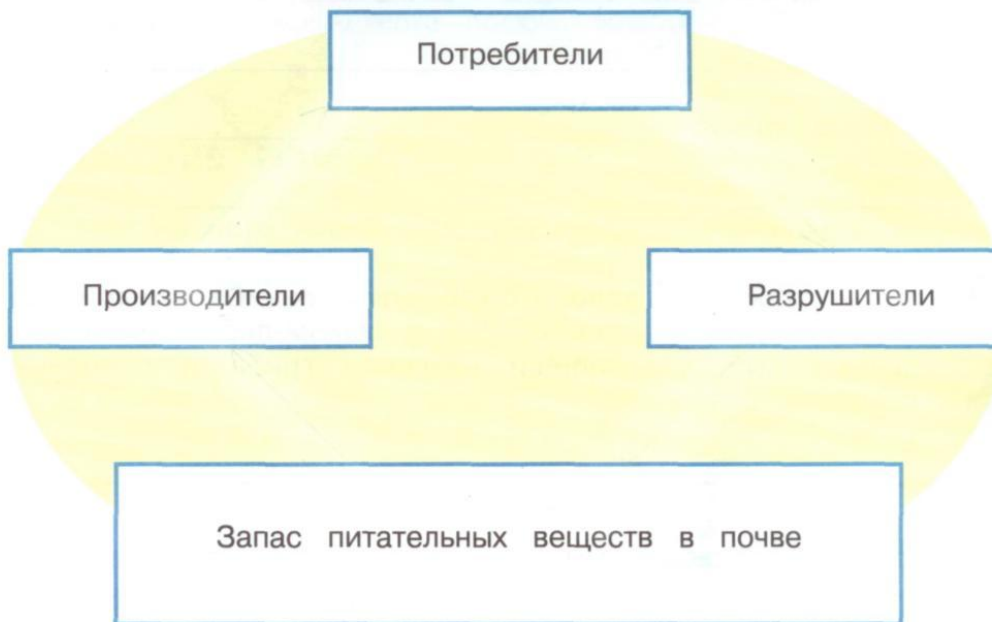 Потребители
Производители
Разрушители
Запас питательных веществ в почве